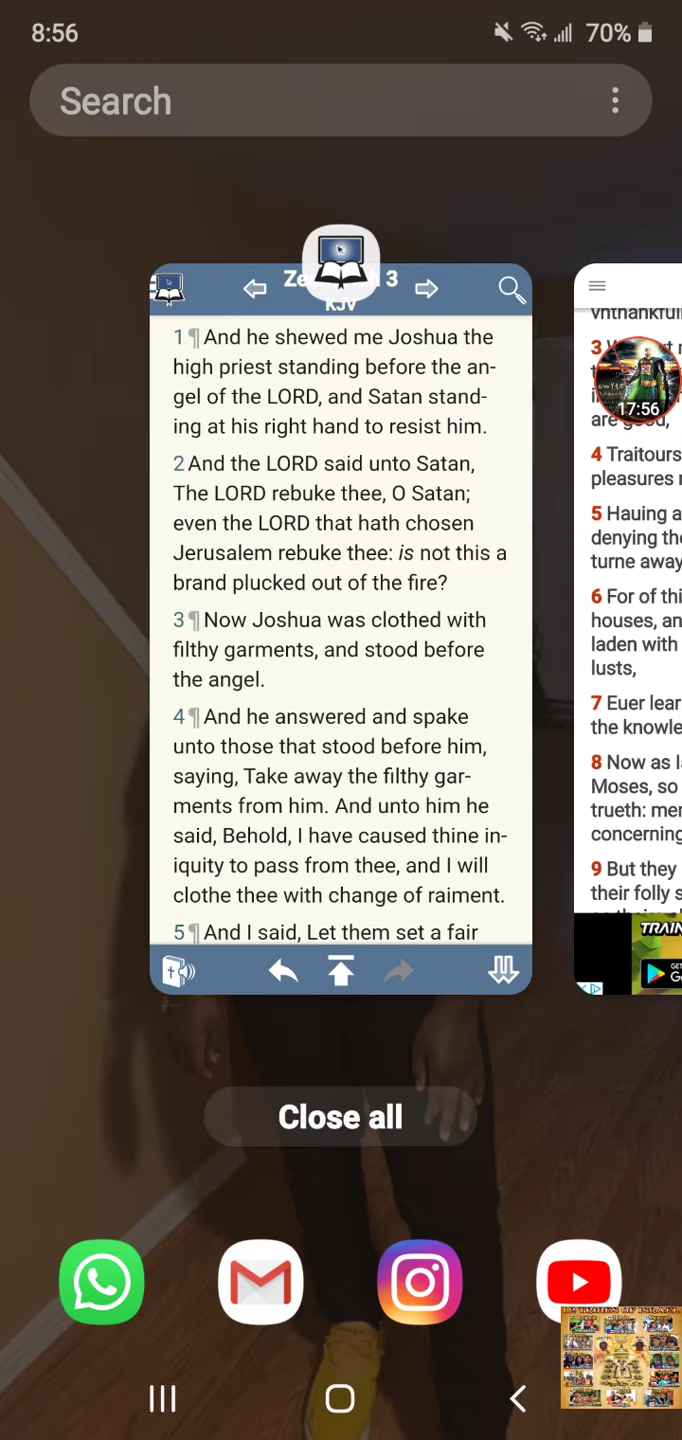 8:56
70%
Search
KJV
1 ¶ And he shewed me Joshua the
high priest standing before the an-
gel of the LORD, and Satan stand-
ing at his right hand to resist him.
2 And the LORD said unto Satan,
The LORD rebuke thee, O Satan;
even the LORD that hath chosen
Jerusalem rebuke thee: is not this a
brand plucked out of the fire?
3 ¶ Now Joshua was clothed with
filthy garments, and stood before
the angel.
4 ¶ And he answered and spake
unto those that stood before him,
saying, Take away the filthy gar-
ments from him. And unto him he
said, Behold, I have caused thine in-
iquity to pass from thee, and I will
clothe thee with change of raiment.
5 ¶ And I said, Let them set a fair
3
17:56
are good,
4 Traitours
pleasures
5 Hauing a
denying
turne away
6 For of
houses,
laden with
lusts,
7 Euer
the
8 Now as
Moses, so
trueth:
concerning
9 But they
their folly
TRAIN
Close all
12 TRIBES OF ISRAEL